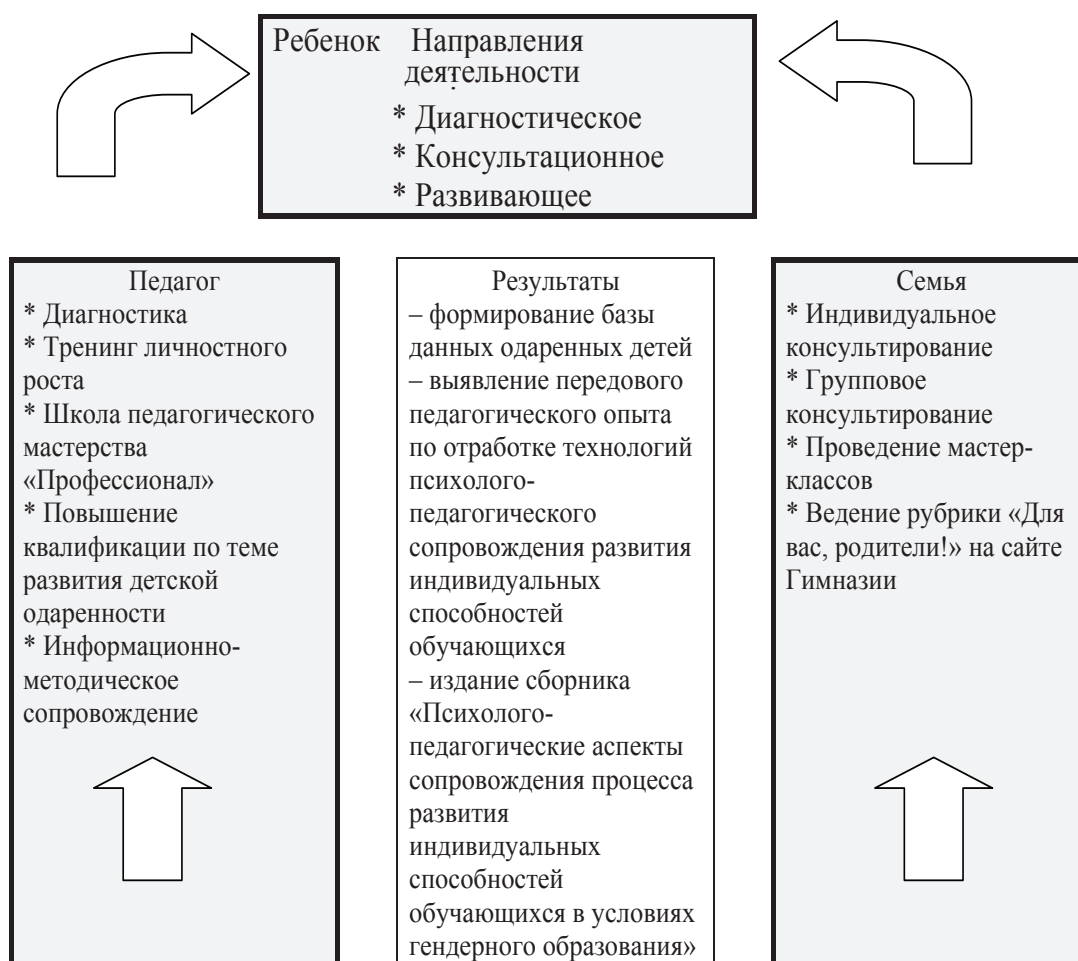 Ребенок Направления
деятельности
* Диагностическое
* Консультационное
* Развивающее
Педагог
* Диагностика
* Тренинг личностного
роста
* Школа педагогического
мастерства
«Профессионал»
* Повышение
квалификации по теме
развития детской
одаренности
* Информационно-
методическое
сопровождение
Результаты
– формирование базы
данных одаренных детей
– выявление передового
педагогического опыта
по отработке технологий
психолого-
педагогического
сопровождения развития
индивидуальных
способностей
обучающихся
– издание сборника
«Психолого-
педагогические аспекты
сопровождения процесса
развития
индивидуальных
способностей
обучающихся в условиях
гендерного образования»
Семья
* Индивидуальное
консультирование
* Групповое
консультирование
* Проведение мастер-
классов
* Ведение рубрики «Для
вас, родители!» на сайте
Гимназии